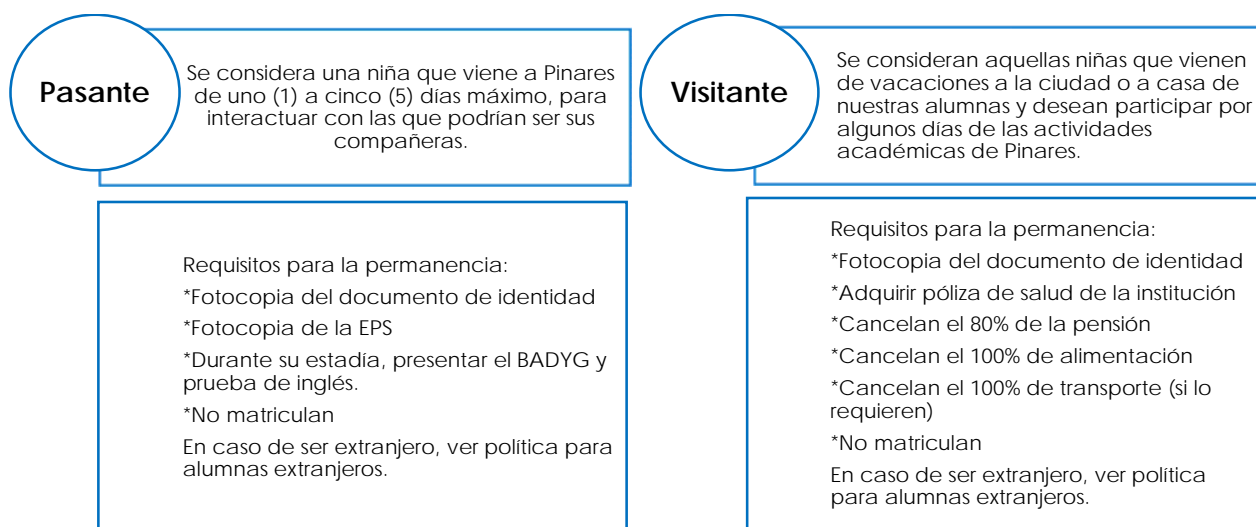 Pasante
Se considera una niña que viene a Pinares
de uno (1) a cinco (5) días máximo, para
interactuar con las que podrían ser sus
compañeras.
Requisitos para la permanencia:
*Fotocopia del documento de identidad
*Fotocopia de la EPS
*Durante su estadía, presentar el BADYG y
prueba de inglés.
*No matriculan
En caso de ser extranjero, ver política para
alumnas extranjeros.
Visitante
Se consideran aquellas niñas que vienen
de vacaciones a la ciudad o a casa de
nuestras alumnas y desean participar por
algunos días de las actividades
académicas de Pinares.
Requisitos para la permanencia:
*Fotocopia del documento de identidad
*Adquirir póliza de salud de la institución
*Cancelan el 80% de la pensión
*Cancelan el 100% de alimentación
*Cancelan el 100% de transporte (si lo
requieren)
*No matriculan
En caso de ser extranjero, ver política
para alumnas extranjeros.